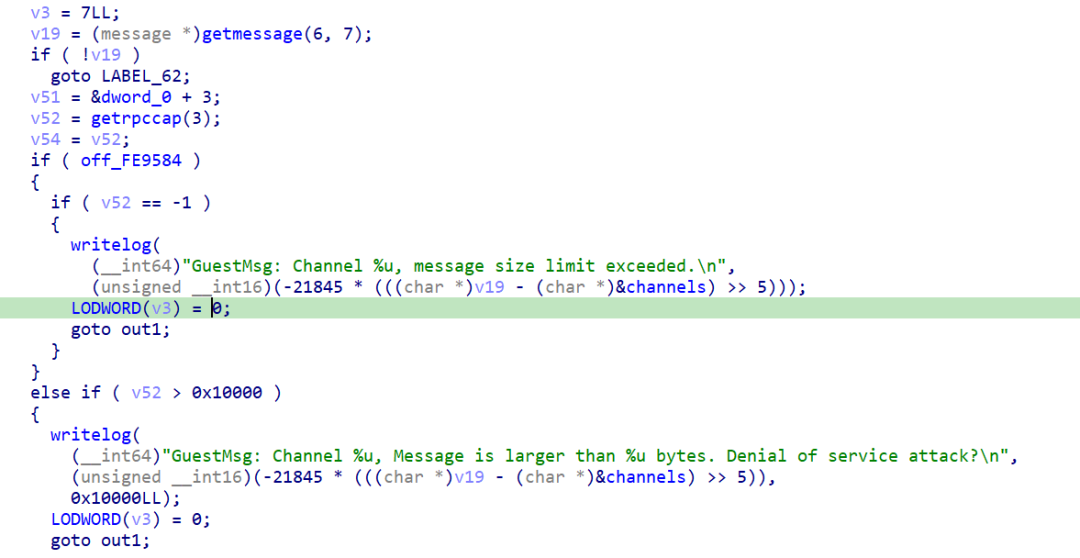 v3 = 7LL;
v19 = (message *)getmessage(6, 7);
if ( !v19 )
goto LABEL_62;
v51 = &dword_0 + 3;
v52 = getrpccap(3);
v54 = v52;
if ( off_FE9584 )
{
if ( v52 == -1 )
{
writelog(
(__int64)"GuestMsg: Channel %u, message size limit exceeded.\n",
(unsigned __int16)(-21845 * (((char *)v19 - (char *)&channels) >> 5)));
LODWORD(v3) = 0;
goto out1;
}
}
else if ( v52 > 0x10000 )
{
writelog(
(__int64)"GuestMsg: Channel %u, Message is larger than %u bytes. Denial of service attack?\n",
(unsigned __int16)(-21845 * (((char *)v19 - (char *)&channels) >> 5)),
0x10000LL);
LODWORD(v3) = 0;
goto out1;